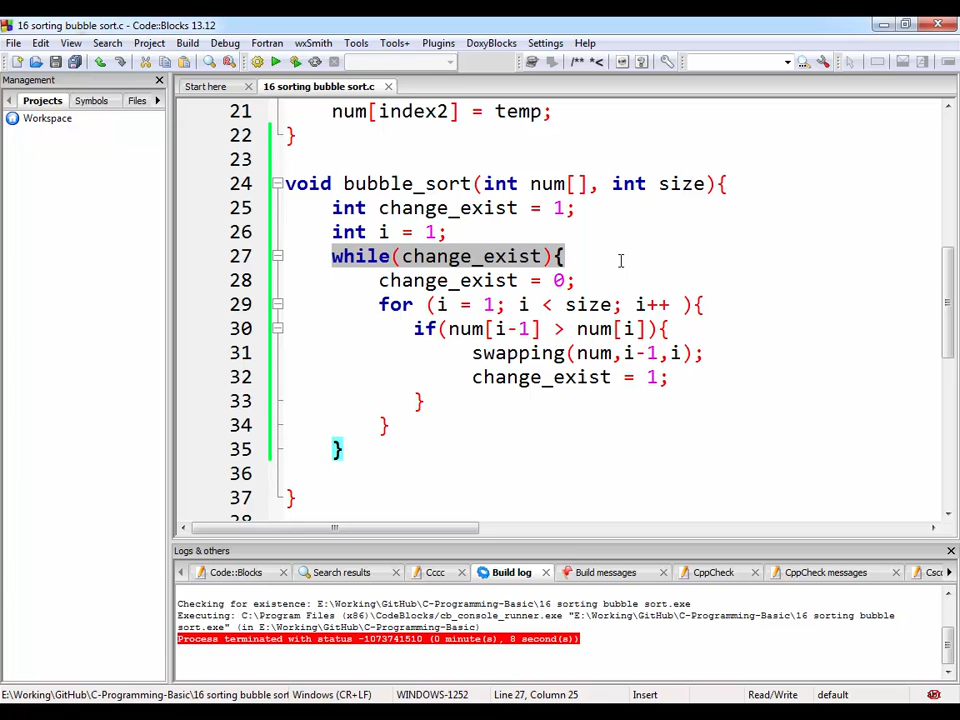 16 sorting bubble sort.c - Code::Blocks 13.12
File Edit View Search Project Build Debug Fortran wxSmith Tools Tools+ Plugins DoxyBlocks Settings Help
/** *<
Management
Start here 16 sorting bubble sort.c
Projects Symbols Files
Workspace
21 num[index2] = temp;
22 }
23
24 void bubble_sort(int num[], int size){
25 int change_exist = 1;
26 int i = 1;
27 while(change_exist){
28 change_exist = 0;
29 for (i = 1; i < size; i++ ){
30 if(num[i-1] > num[i]){
31 swapping(num,i-1,i);
32 change_exist = 1;
33 }
34 }
35 }
36
37 }
Logs & others
Code::Blocks Search results Cccc Build log Build messages CppCheck CppCheck messages Cscc
Checking for existence: E:\Working\GitHub\C-Programming-Basic\16 sorting bubble sort.exe
Executing: C:\Program Files (x86)\CodeBlocks/cb_console_runner.exe "E:\Working\GitHub\C-Programming-Basic\16 sorting bubble
sort.exe" (in E:\Working\GitHub\C-Programming-Basic)
Process terminated with status -1073741510 (0 minute(s), 8 second(s))
E:\Working\GitHub\C-Programming-Basic\16 sorting bubble sort Windows (CR+LF) WINDOWS-1252 Line 27, Column 25 Insert Read/Write default